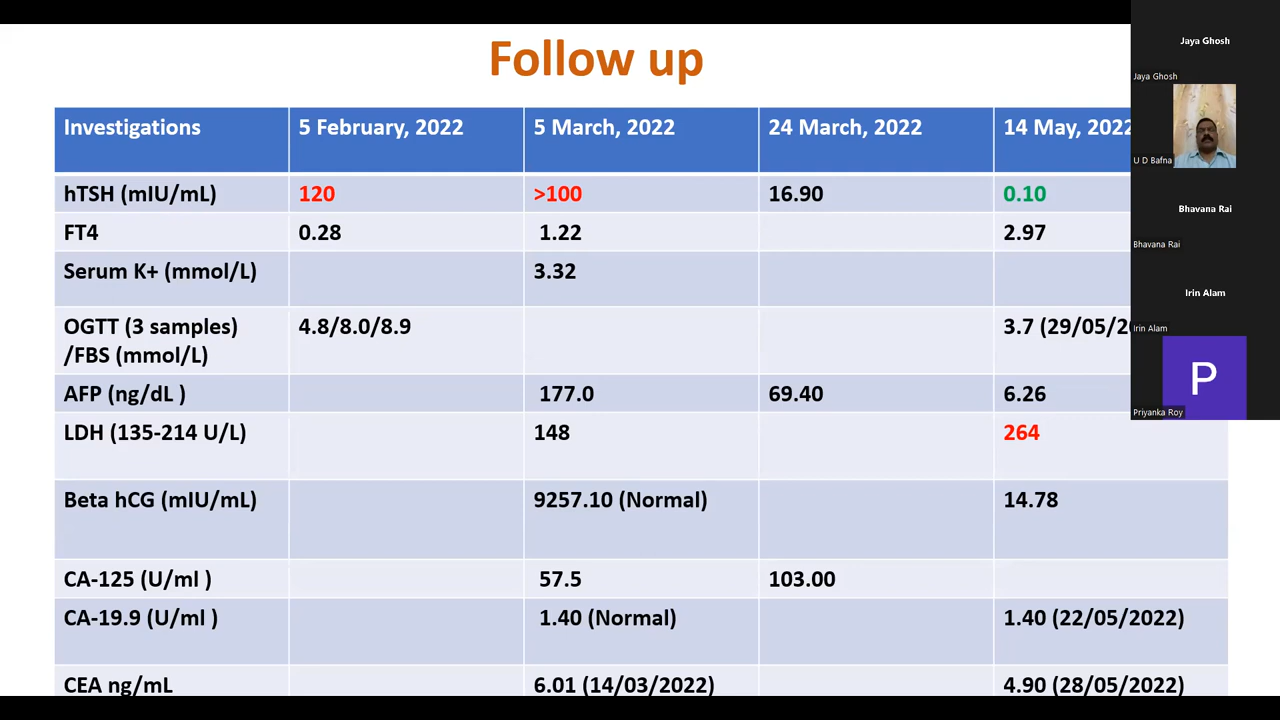 Follow up
Investigations 5 February, 2022 5 March, 2022 24 March, 2022 14 May, 2022
hTSH (mIU/mL) 120 >100 16.90 0.10
FT4 0.28 1.22 2.97
Serum K+ (mmol/L) 3.32
OGTT (3 samples) 4.8/8.0/8.9 3.7 (29/05/20
/FBS (mmol/L)
AFP (ng/dL ) 177.0 69.40 6.26
LDH (135-214 U/L) 148 264
Beta hCG (mIU/mL) 9257.10 (Normal) 14.78
CA-125 (U/ml ) 57.5 103.00
CA-19.9 (U/ml ) 1.40 (Normal) 1.40 (22/05/2022)
CEA ng/mL 6.01 (14/03/2022) 4.90 (28/05/2022)
Jaya Ghosh
Jaya Ghosh
U D Bafna
Bhavana Rai
Bhavana Rai
Irin Alam
Irin Alam
P
Priyanka Roy